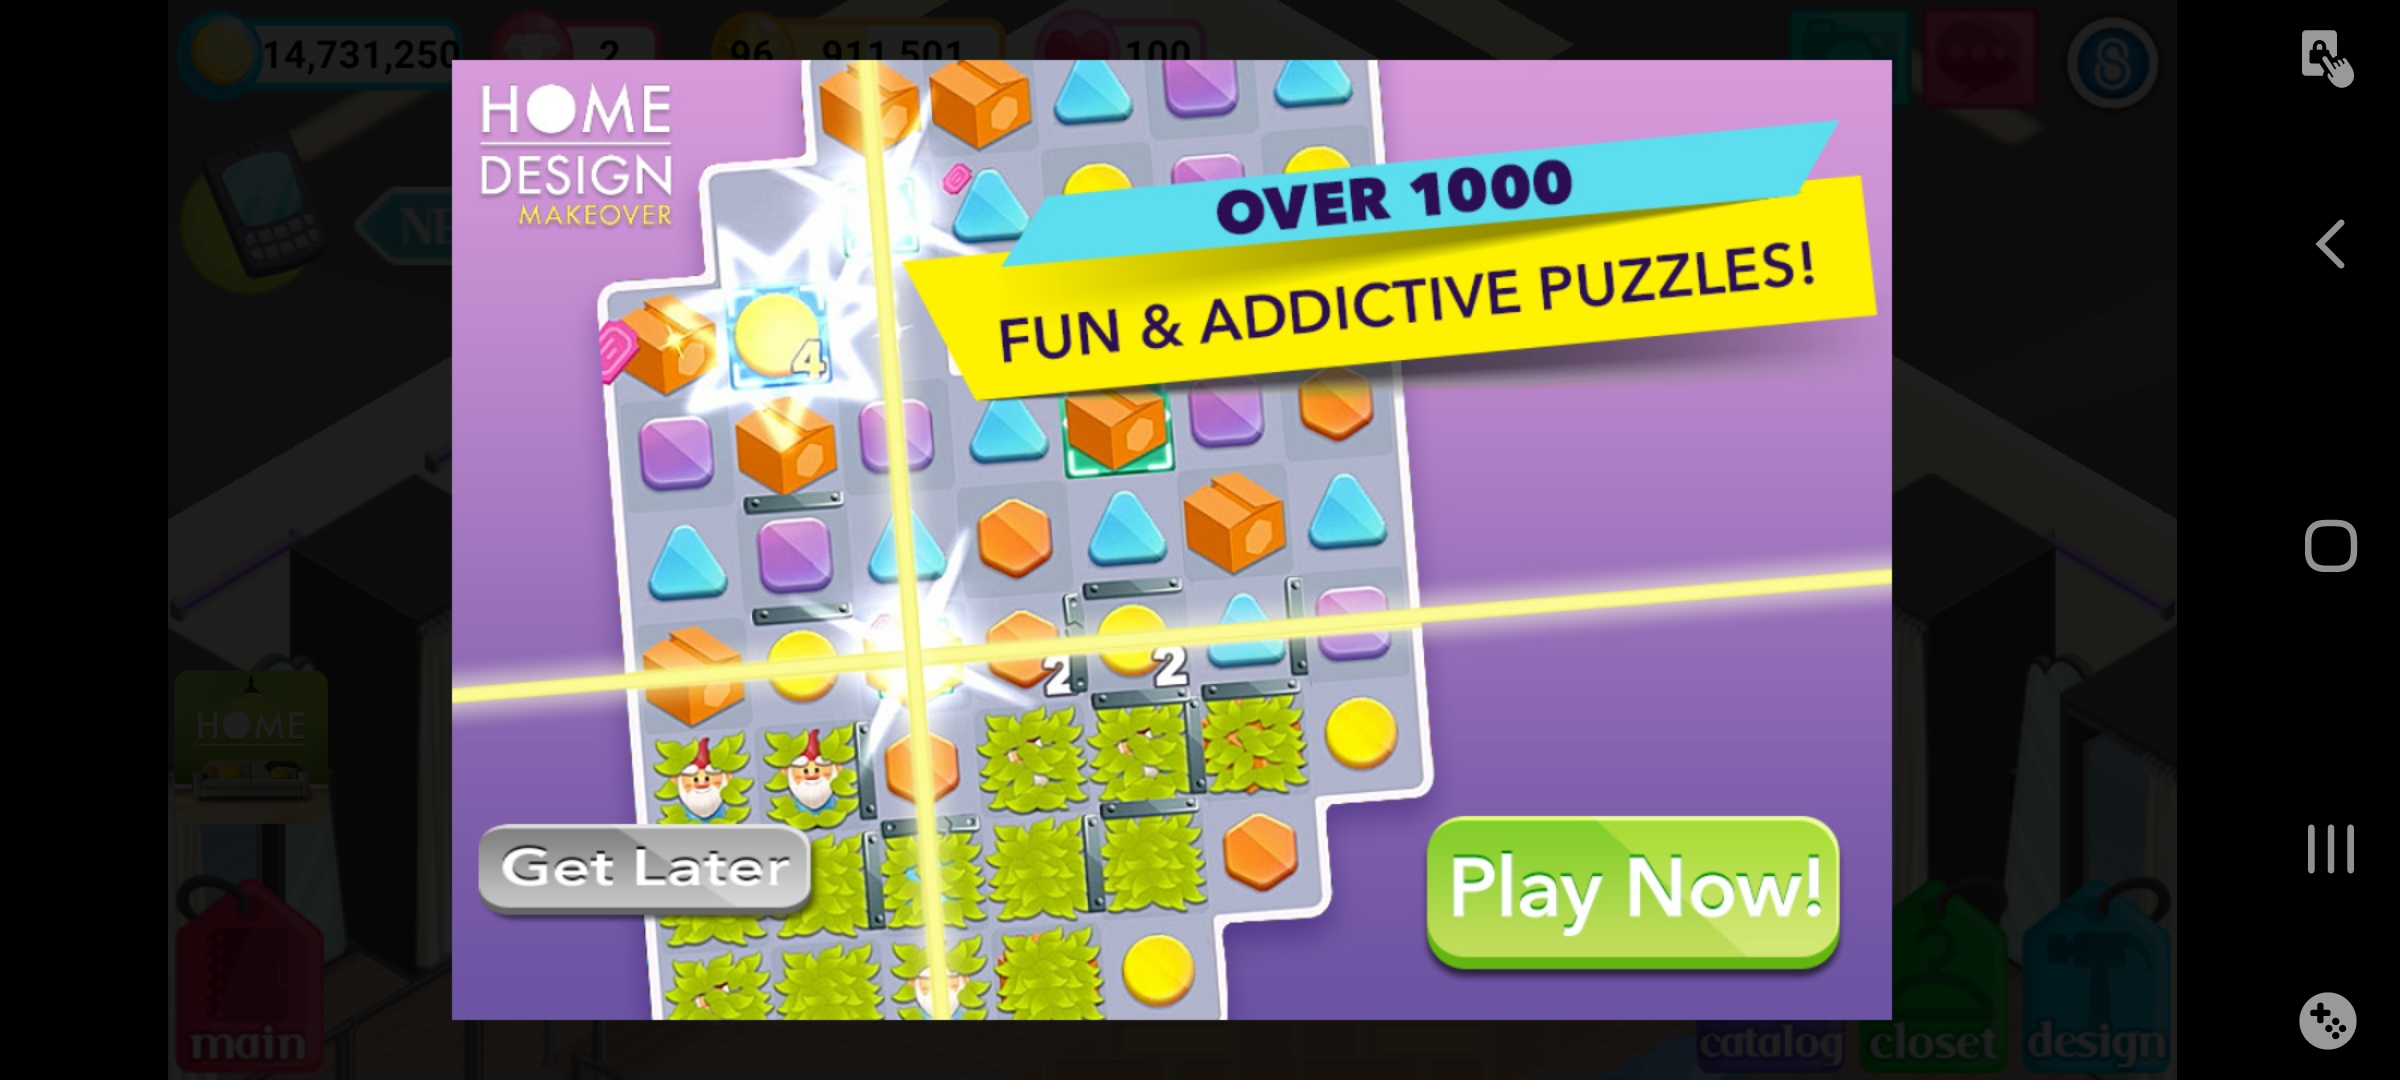 14,731,250
2
96
911,501
100
HOME
DESIGN
MAKEOVER
OVER 1000
FUN & ADDICTIVE PUZZLES!
NE
4
2
2
HOME
Get Later
Play Now!
main
catalog
closet
design